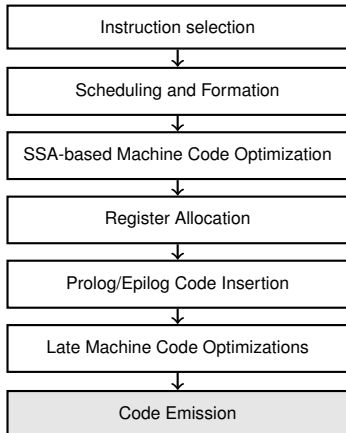 Instruction selection
Scheduling and Formation
SSA-based Machine Code Optimization
Register Allocation
Prolog/Epilog Code Insertion
Late Machine Code Optimizations
Code Emission